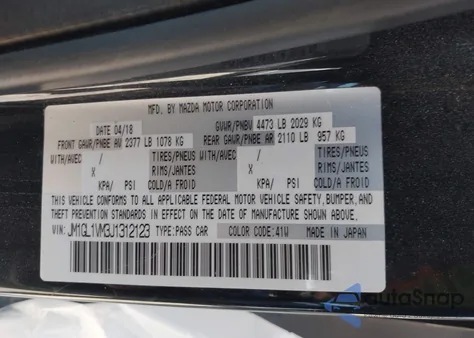 MFD. BY MAZDA MOTOR CORPORATION
DATE 04/18 GVWR/PNBV 4473 LB 2029 KG
FRONT GAWR/PNBE AV 2377 LB 1078 KG REAR GAWR/PNBE AR 2110 LB 957 KG
WITH/AVEC / TIRES/PNEUS WITH/AVEC / TIRES/PNEUS
X RIMS/JANTES X RIMS/JANTES
KPA/ PSI/COLD/A FROID KPA/ PSI/COLD/A FROID
THIS VEHICLE CONFORMS TO ALL APPLICABLE FEDERAL MOTOR VEHICLE SAFETY, BUMPER, AND
THEFT PREVENTION STANDARDS IN EFFECT ON THE DATE OF MANUFACTURE SHOWN ABOVE.
VIN: JM1GL1VM3J1312123 TYPE: PASS CAR COLOR CODE: 41W MADE IN JAPAN
AutoSnap